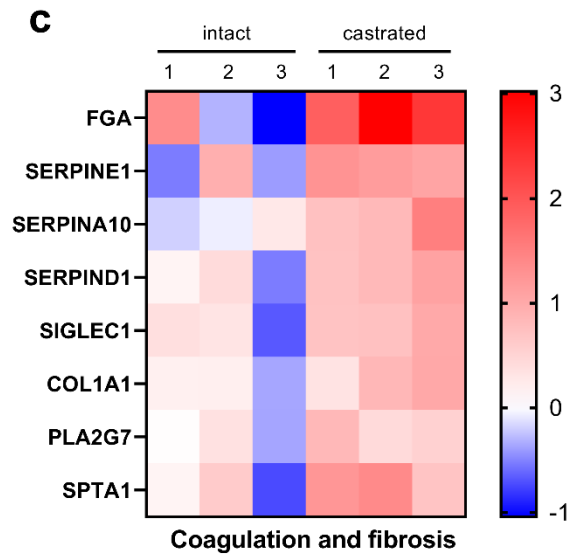 c
intact castrated
1 2 3 1 2 3
FGA
SERPINE1
SERPINA10
SERPIND1
SIGLEC1
COL1A1
PLA2G7
SPTA1
3
2
1
0
-1
Coagulation and fibrosis